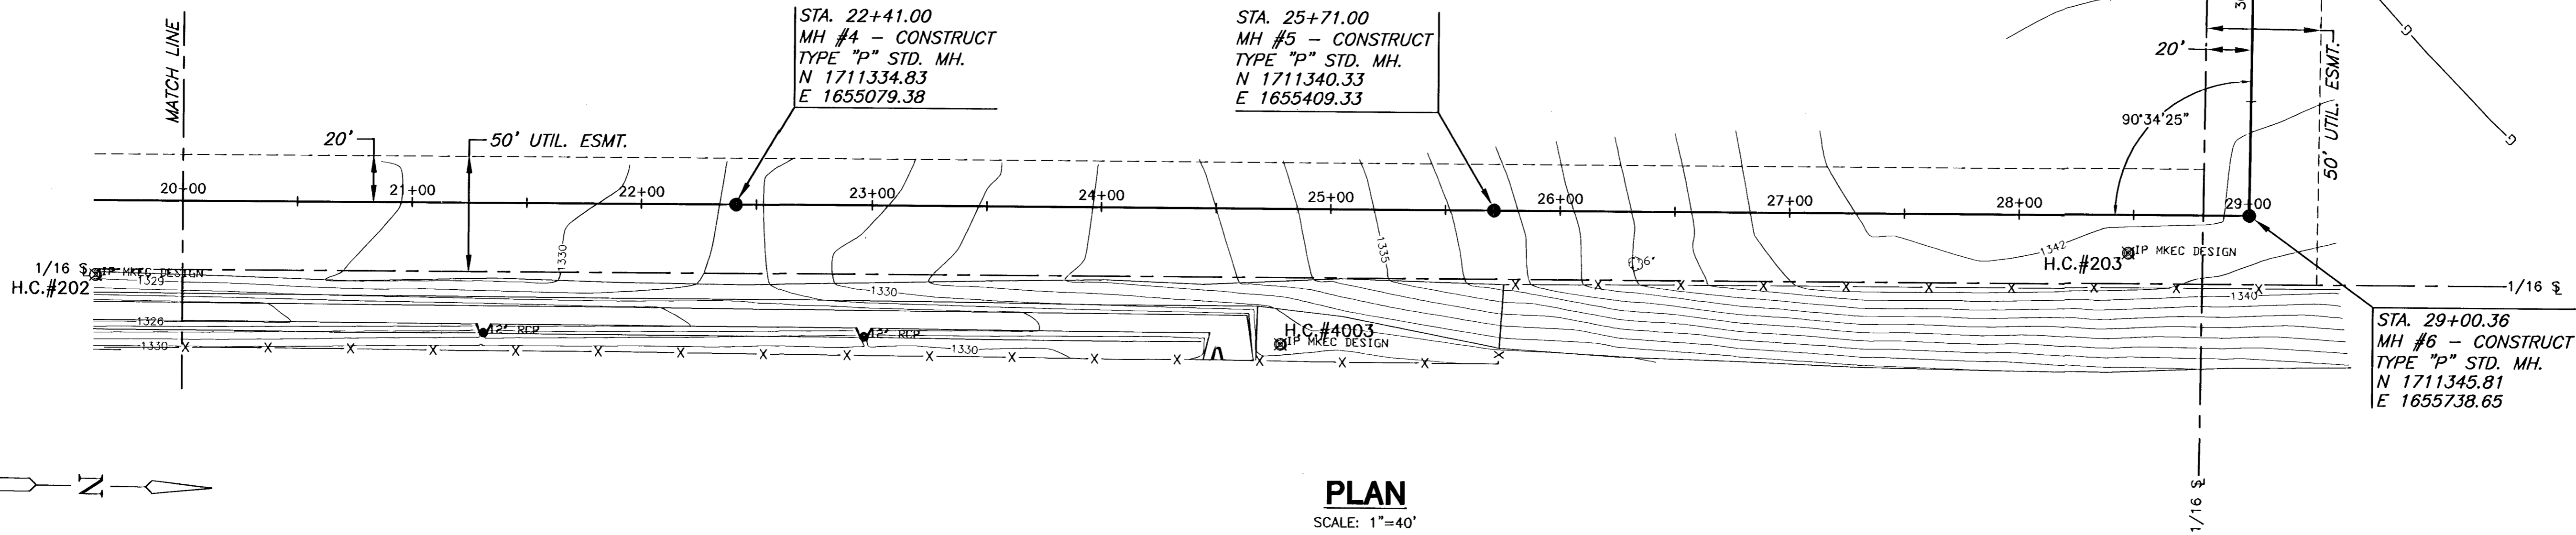 MATCH LINE
STA. 22+41.00
MH #4 – CONSTRUCT
TYPE "P" STD. MH.
N 1711334.83
E 1655079.38
STA. 25+71.00
MH #5 – CONSTRUCT
TYPE "P" STD. MH.
N 1711340.33
E 1655409.33
20'
50' UTIL. ESMT.
90°34'25"
20'
50' UTIL. ESMT.
20+00
21+00
22+00
23+00
24+00
25+00
26+00
27+00
28+00
29+00
1330
1335
1342
6"
1/16 ℄
IP MKEC DESIGN
H.C.#202
1329
1330
IP MKEC DESIGN
H.C.#203
1340
1/16 ℄
1326
12" RCP
12" RCP
1330
1330
H.C.#4003
IP MKEC DESIGN
STA. 29+00.36
MH #6 – CONSTRUCT
TYPE "P" STD. MH.
N 1711345.81
E 1655738.65
N
PLAN
SCALE: 1"=40'
1/16 ℄
G
G